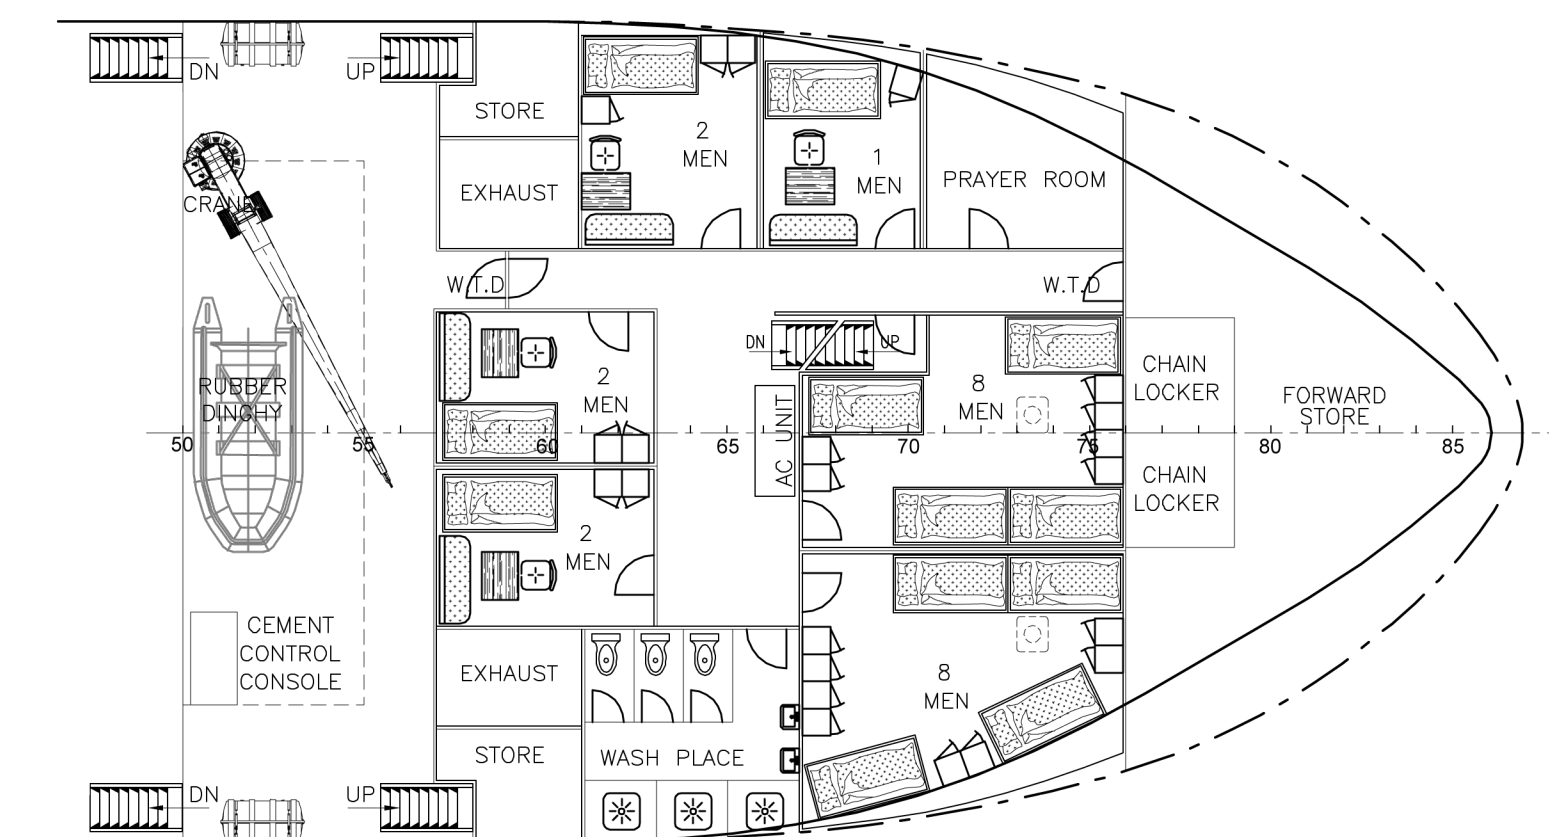 DN
UP
STORE
2
MEN
1
MEN
EXHAUST
PRAYER ROOM
CRANE
W.T.D
W.T.D
DN
UP
RUBBER
DINGHY
2
MEN
8
MEN
CHAIN
LOCKER
FORWARD
STORE
AC UNIT
50
55
60
65
70
75
80
85
CHAIN
LOCKER
2
MEN
CEMENT
CONTROL
CONSOLE
EXHAUST
8
MEN
STORE
WASH PLACE
DN
UP